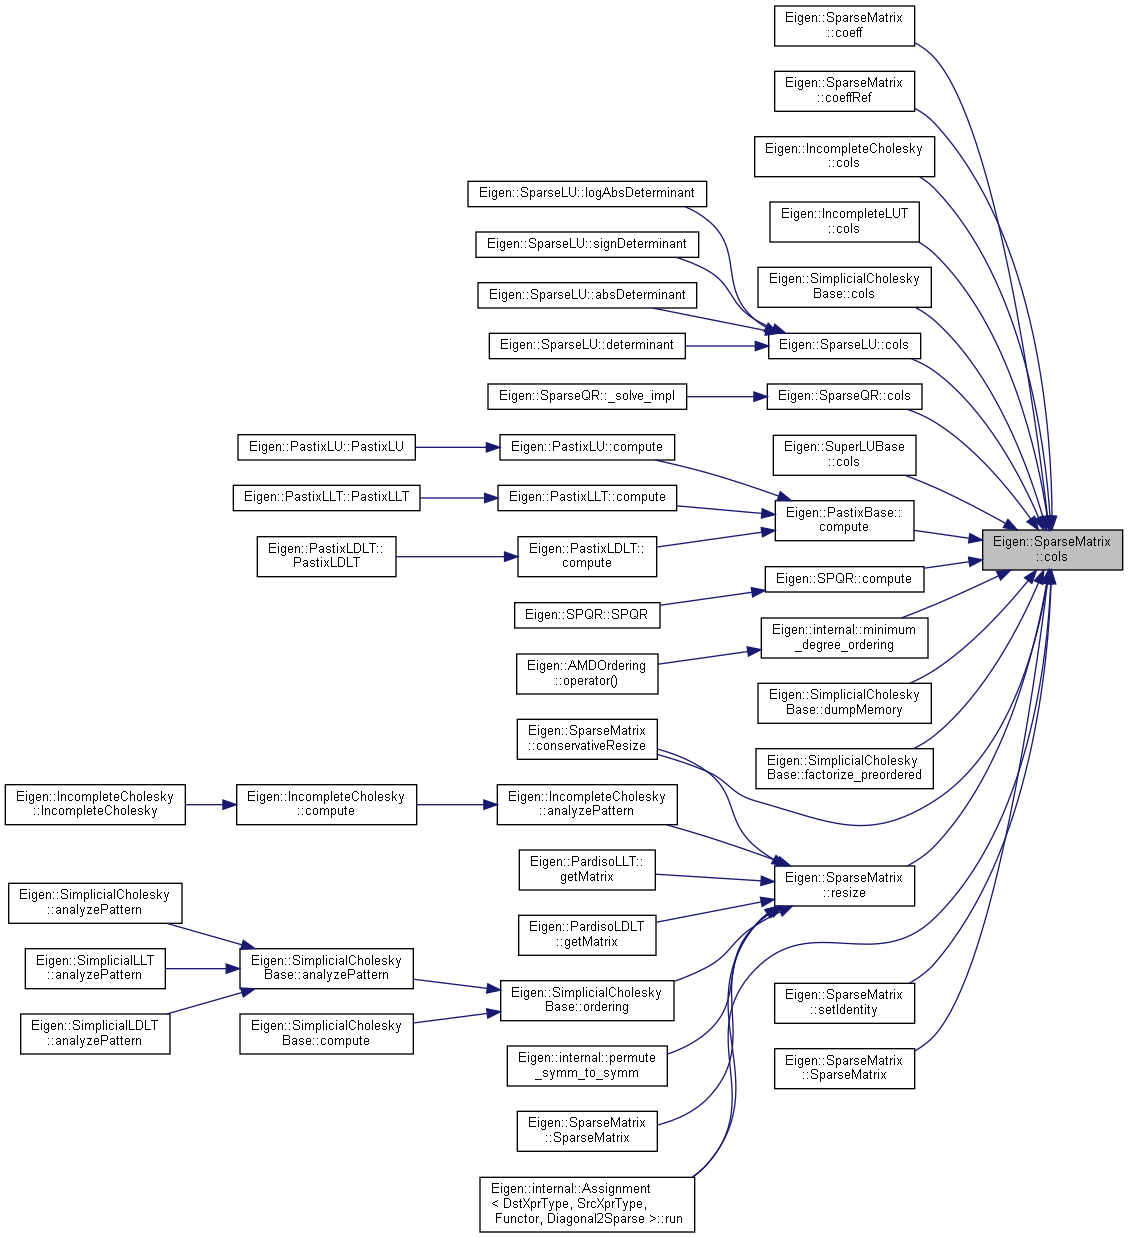 Eigen::SparseMatrix
::coeff
Eigen::SparseMatrix
::coeffRef
Eigen::IncompleteCholesky
::cols
Eigen::IncompleteLUT
::cols
Eigen::SimplicialCholesky
Base::cols
Eigen::SparseLU::logAbsDeterminant
Eigen::SparseLU::signDeterminant
Eigen::SparseLU::absDeterminant
Eigen::SparseLU::determinant
Eigen::SparseLU::cols
Eigen::SparseQR::_solve_impl
Eigen::SparseQR::cols
Eigen::PastixLU::PastixLU
Eigen::PastixLU::compute
Eigen::SuperLUBase
::cols
Eigen::PastixLLT::PastixLLT
Eigen::PastixLLT::compute
Eigen::PastixBase::
compute
Eigen::PastixLDLT::
PastixLDLT
Eigen::PastixLDLT::
compute
Eigen::SparseMatrix
::cols
Eigen::SPQR::compute
Eigen::SPQR::SPQR
Eigen::internal::minimum
_degree_ordering
Eigen::AMDOrdering
::operator()
Eigen::SimplicialCholesky
Base::dumpMemory
Eigen::SparseMatrix
::conservativeResize
Eigen::SimplicialCholesky
Base::factorize_preordered
Eigen::IncompleteCholesky
::IncompleteCholesky
Eigen::IncompleteCholesky
::compute
Eigen::IncompleteCholesky
::analyzePattern
Eigen::PardisoLLT::
getMatrix
Eigen::SparseMatrix
::resize
Eigen::SimplicialCholesky
::analyzePattern
Eigen::PardisoLDLT
::getMatrix
Eigen::SimplicialLLT
::analyzePattern
Eigen::SimplicialCholesky
Base::analyzePattern
Eigen::SimplicialCholesky
Base::ordering
Eigen::SparseMatrix
::setIdentity
Eigen::SimplicialLDLT
::analyzePattern
Eigen::SimplicialCholesky
Base::compute
Eigen::internal::permute
_symm_to_symm
Eigen::SparseMatrix
::SparseMatrix
Eigen::SparseMatrix
::SparseMatrix
Eigen::internal::Assignment
< DstXprType, SrcXprType,
Functor, Diagonal2Sparse >::run